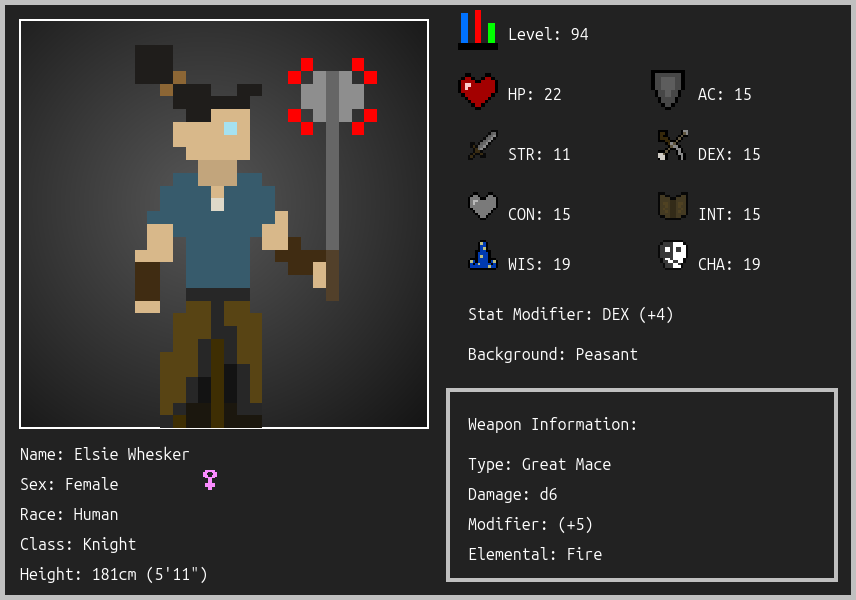 Level: 94
HP: 22
AC: 15
STR: 11
DEX: 15
CON: 15
INT: 15
WIS: 19
CHA: 19
Stat Modifier: DEX (+4)
Background: Peasant
Weapon Information:
Type: Great Mace
Damage: d6
Modifier: (+5)
Elemental: Fire
Name: Elsie Whesker
Sex: Female
Race: Human
Class: Knight
Height: 181cm (5'11")